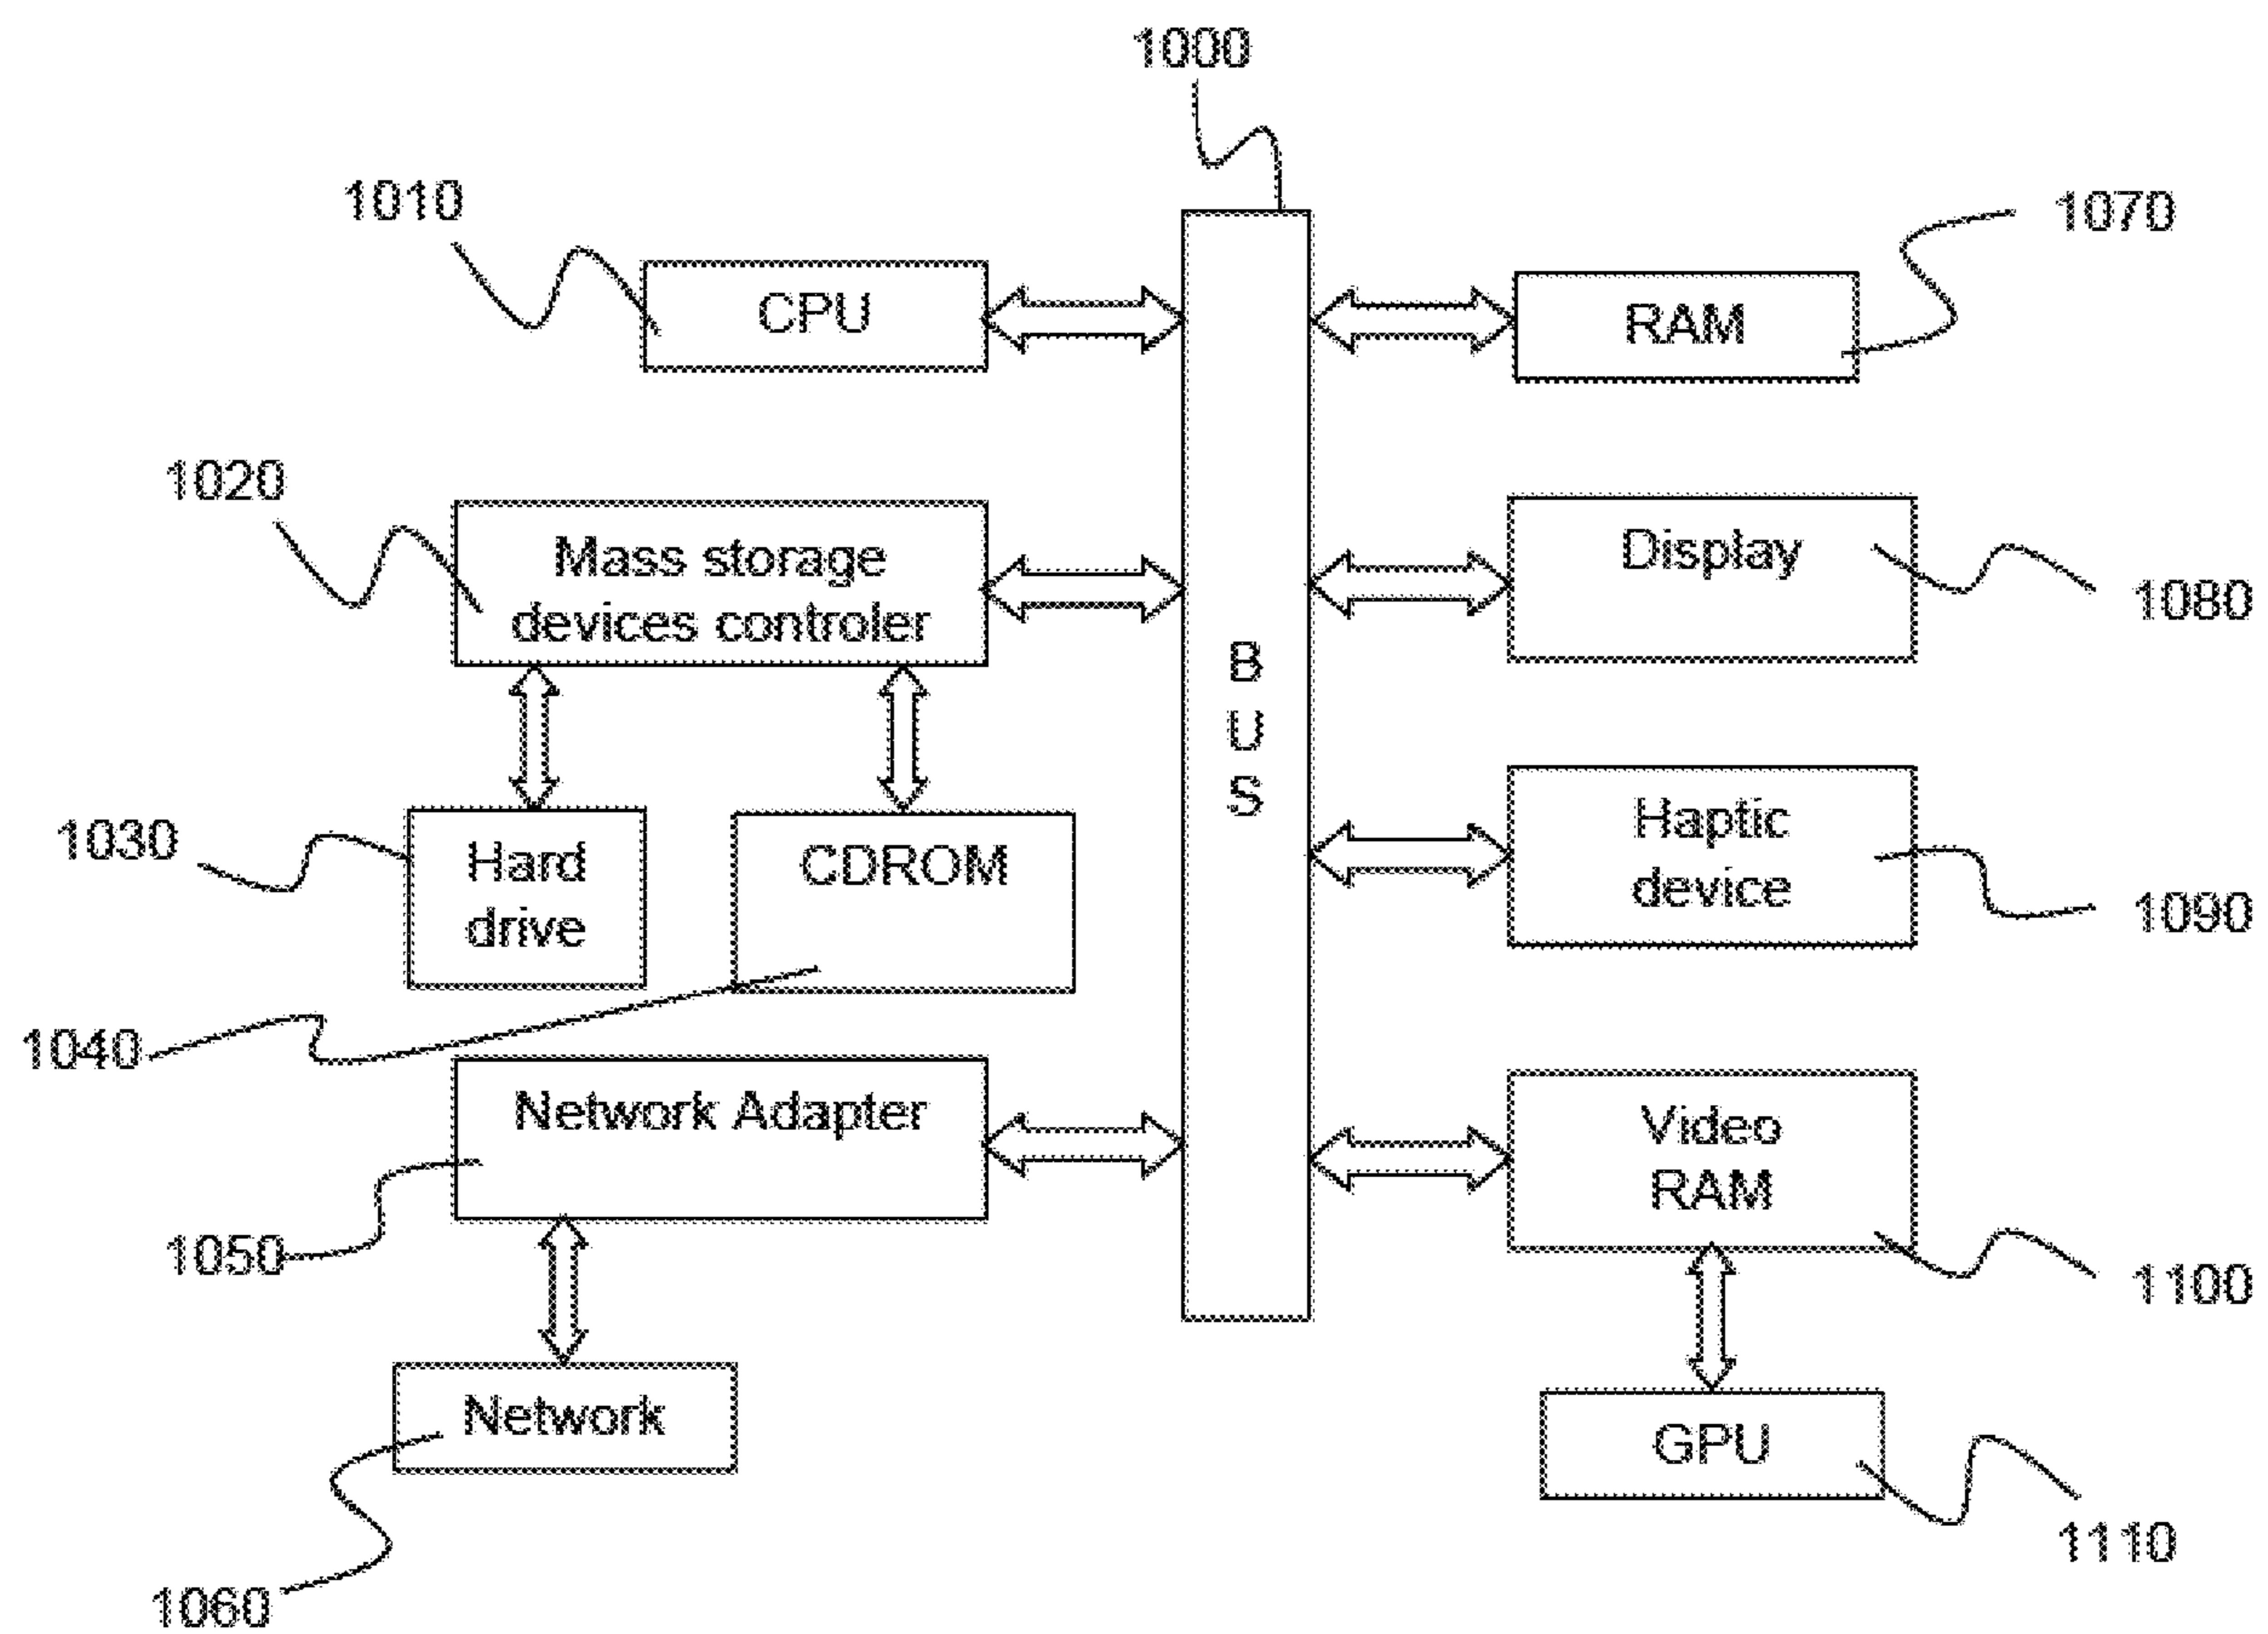 1000
1010
1070
CPU
RAM
1020
Mass storage
devices controler
Display
1080
B
U
S
1030
Hard
drive
CDROM
Haptic
device
1090
1040
Network Adapter
Video
RAM
1050
1100
Network
GPU
1110
1060